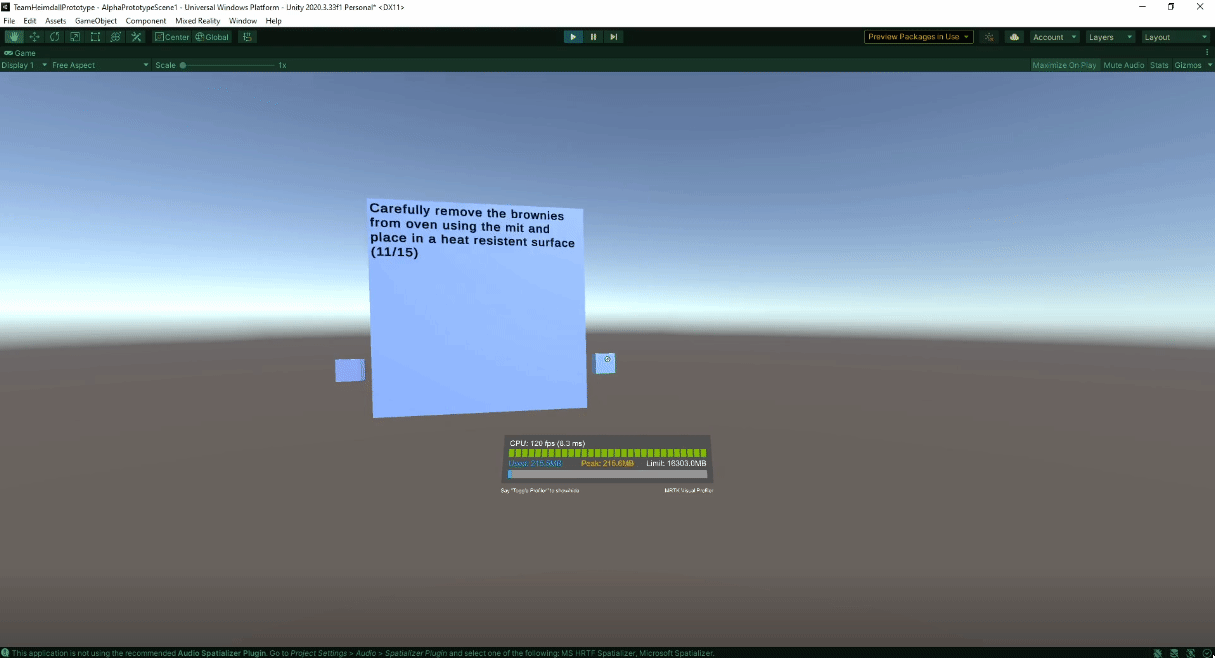 TeamHeimdallPrototype - AlphaPrototypeScene1 - Universal Windows Platform - Unity 2020.3.33f1 Personal* <DX11>
File Edit Assets GameObject Component Mixed Reality Window Help
Center Global Preview Packages in Use Account Layers Layout
Game
Display 1 Free Aspect Scale 1x Maximize On Play Mute Audio Stats Gizmos
Carefully remove the brownies
from oven using the mit and
place in a heat resistent surface
(11/15)
CPU: 120 fps (8.3 ms)
Used: 215.5MB Peak: 216.6MB Limit: 16303.0MB
Say "Toggle Profiler" to show/hide MRTK Visual Profiler
This application is not using the recommended Audio Spatializer Plugin. Go to Project Settings > Audio > Spatializer Plugin and select one of the following: MS HRTF Spatializer, Microsoft Spatializer.